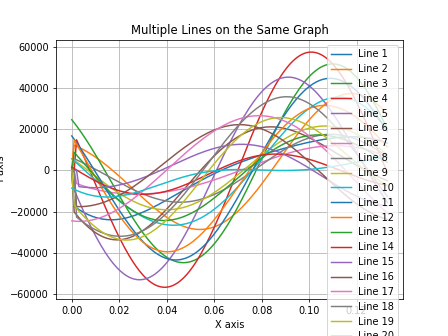 Multiple Lines on the Same Graph
60000
40000
20000
0
−20000
−40000
−60000
0.00
0.02
0.04
0.06
0.08
0.10
X axis
Line 1
Line 2
Line 3
Line 4
Line 5
Line 6
Line 7
Line 8
Line 9
Line 10
Line 11
Line 12
Line 13
Line 14
Line 15
Line 16
Line 17
Line 18
Line 19
Line 20